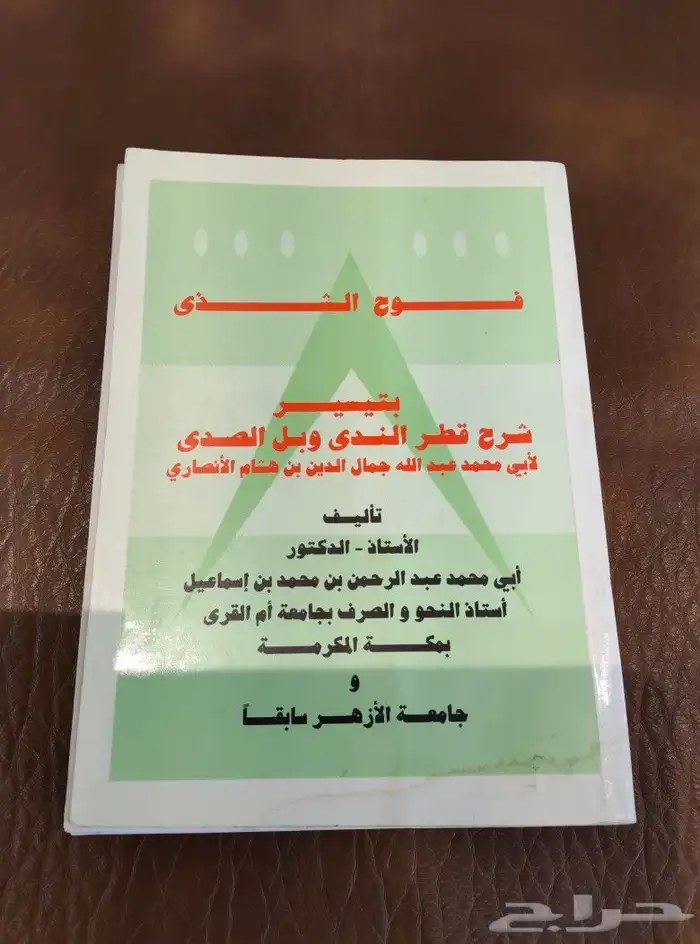 فوح الشذى
بتيسير
شرح قطر الندى وبل الصدى
لأبي محمد عبد الله جمال الدين بن هشام الأنصاري
تأليف
الأستاذ - الدكتور
أبي محمد عبد الرحمن بن محمد بن إسماعيل
أستاذ النحو و الصرف بجامعة أم القرى
بمكة المكرمة
و
جامعة الأزهر سابقاً
حراج